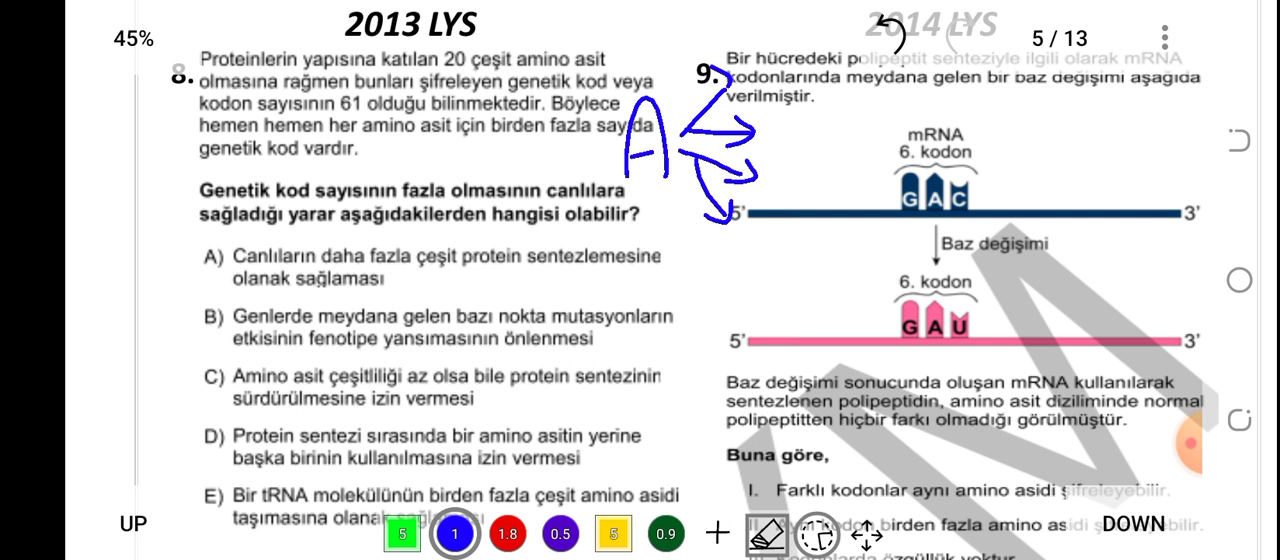 45%
2013 LYS
2014 LYS
5 / 13
8.
Proteinlerin yapısına katılan 20 çeşit amino asit
olmasına rağmen bunları şifreleyen genetik kod veya
kodon sayısının 61 olduğu bilinmektedir. Böylece
hemen hemen her amino asit için birden fazla sayıda
genetik kod vardır.
Genetik kod sayısının fazla olmasının canlılara
sağladığı yarar aşağıdakilerden hangisi olabilir?
A) Canlıların daha fazla çeşit protein sentezlemesine
olanak sağlaması
B) Genlerde meydana gelen bazı nokta mutasyonların
etkisinin fenotipe yansımasının önlenmesi
C) Amino asit çeşitliliği az olsa bile protein sentezinin
sürdürülmesine izin vermesi
D) Protein sentezi sırasında bir amino asitin yerine
başka birinin kullanılmasına izin vermesi
E) Bir tRNA molekülünün birden fazla çeşit amino asidi
taşımasına olanak sağlaması
A
9.
Bir hücredeki polipeptit senteziyle ilgili olarak mRNA
kodonlarında meydana gelen bir baz değişimi aşağıda
verilmiştir.
mRNA
6. kodon
G A C
5' 3'
Baz değişimi
6. kodon
G A U
5' 3'
Baz değişimi sonucunda oluşan mRNA kullanılarak
sentezlenen polipeptidin, amino asit diziliminde normal
polipeptitten hiçbir farkı olmadığı görülmüştür.
Buna göre,
I. Farklı kodonlar aynı amino asidi şifreleyebilir.
II. Aynı kodon birden fazla amino asidi
UP
5 1 1.8 0.5 5 0.9
DOWN